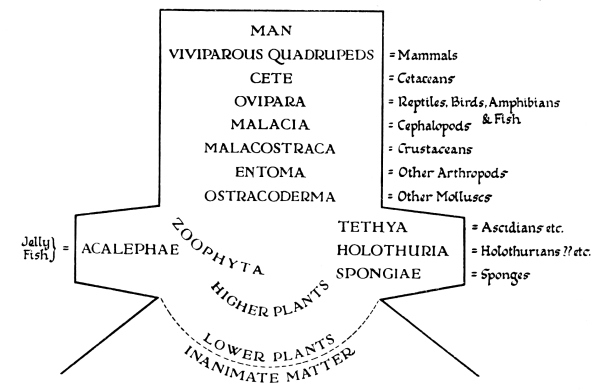 MAN
VIVIPAROUS QUADRUPEDS = Mammals
CETE = Cetaceans
OVIPARA = Reptiles, Birds, Amphibians
& Fish
MALACIA = Cephalopods
MALACOSTRACA = Crustaceans
ENTOMA = Other Arthropods
OSTRACODERMA = Other Molluscs
TETHYA = Ascidians etc.
Jelly
Fish } = ACALEPHAE
ZOOPHYTA
HOLOTHURIA = Holothurians ?? etc.
SPONGIAE = Sponges
HIGHER PLANTS
LOWER PLANTS
INANIMATE MATTER